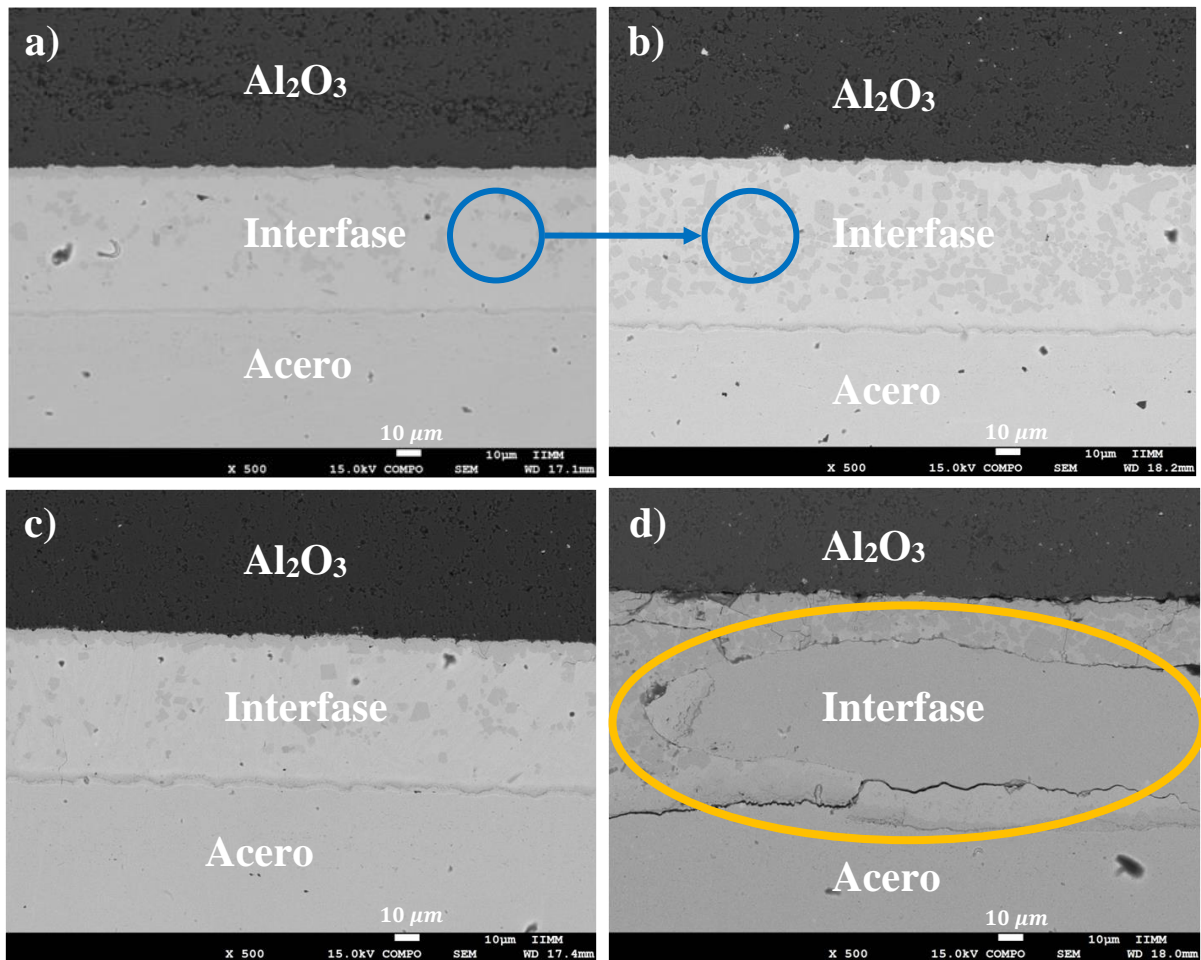 a)
Al₂O₃
Interfase
Acero
10 μm
10μm IIMM
X 500 15.0kV COMPO SEM WD 17.1mm
b)
Al₂O₃
Interfase
Acero
10 μm
10μm IIMM
X 500 15.0kV COMPO SEM WD 18.2mm
c)
Al₂O₃
Interfase
Acero
10 μm
10μm IIMM
X 500 15.0kV COMPO SEM WD 17.4mm
d)
Al₂O₃
Interfase
Acero
10 μm
10μm IIMM
X 500 15.0kV COMPO SEM WD 18.0mm